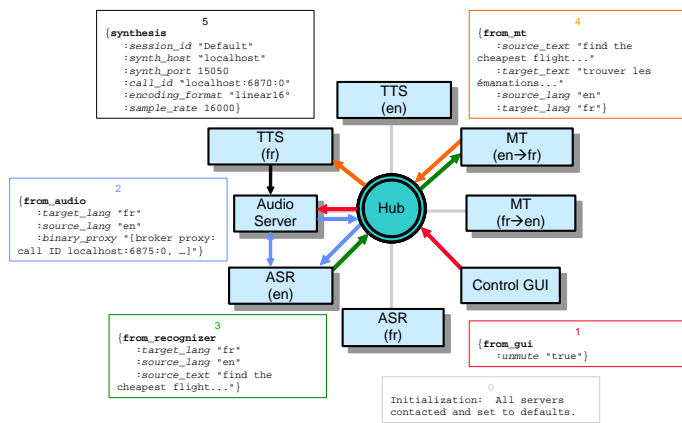 5
{synthesis
:session_id "Default"
:synth_host "localhost"
:synth_port 15050
:call_id "localhost:6870:0"
:encoding_format "linear16"
:sample_rate 16000}
4
{from_mt
:source_text "find the
cheapest flight..."
:target_text "trouver les
émanations..."
:source_lang "en"
:target_lang "fr"}
TTS
(en)
TTS
(fr)
MT
(en→fr)
2
{from_audio
:target_lang "fr"
:source_lang "en"
:binary_proxy "[broker proxy:
call ID localhost:6875:0, …]"}
Audio
Server
Hub
MT
(fr→en)
ASR
(en)
Control GUI
ASR
(fr)
3
{from_recognizer
:target_lang "fr"
:source_lang "en"
:source_text "find the
cheapest flight..."}
1
{from_gui
:unmute "true"}
0
Initialization:  All servers
contacted and set to defaults.